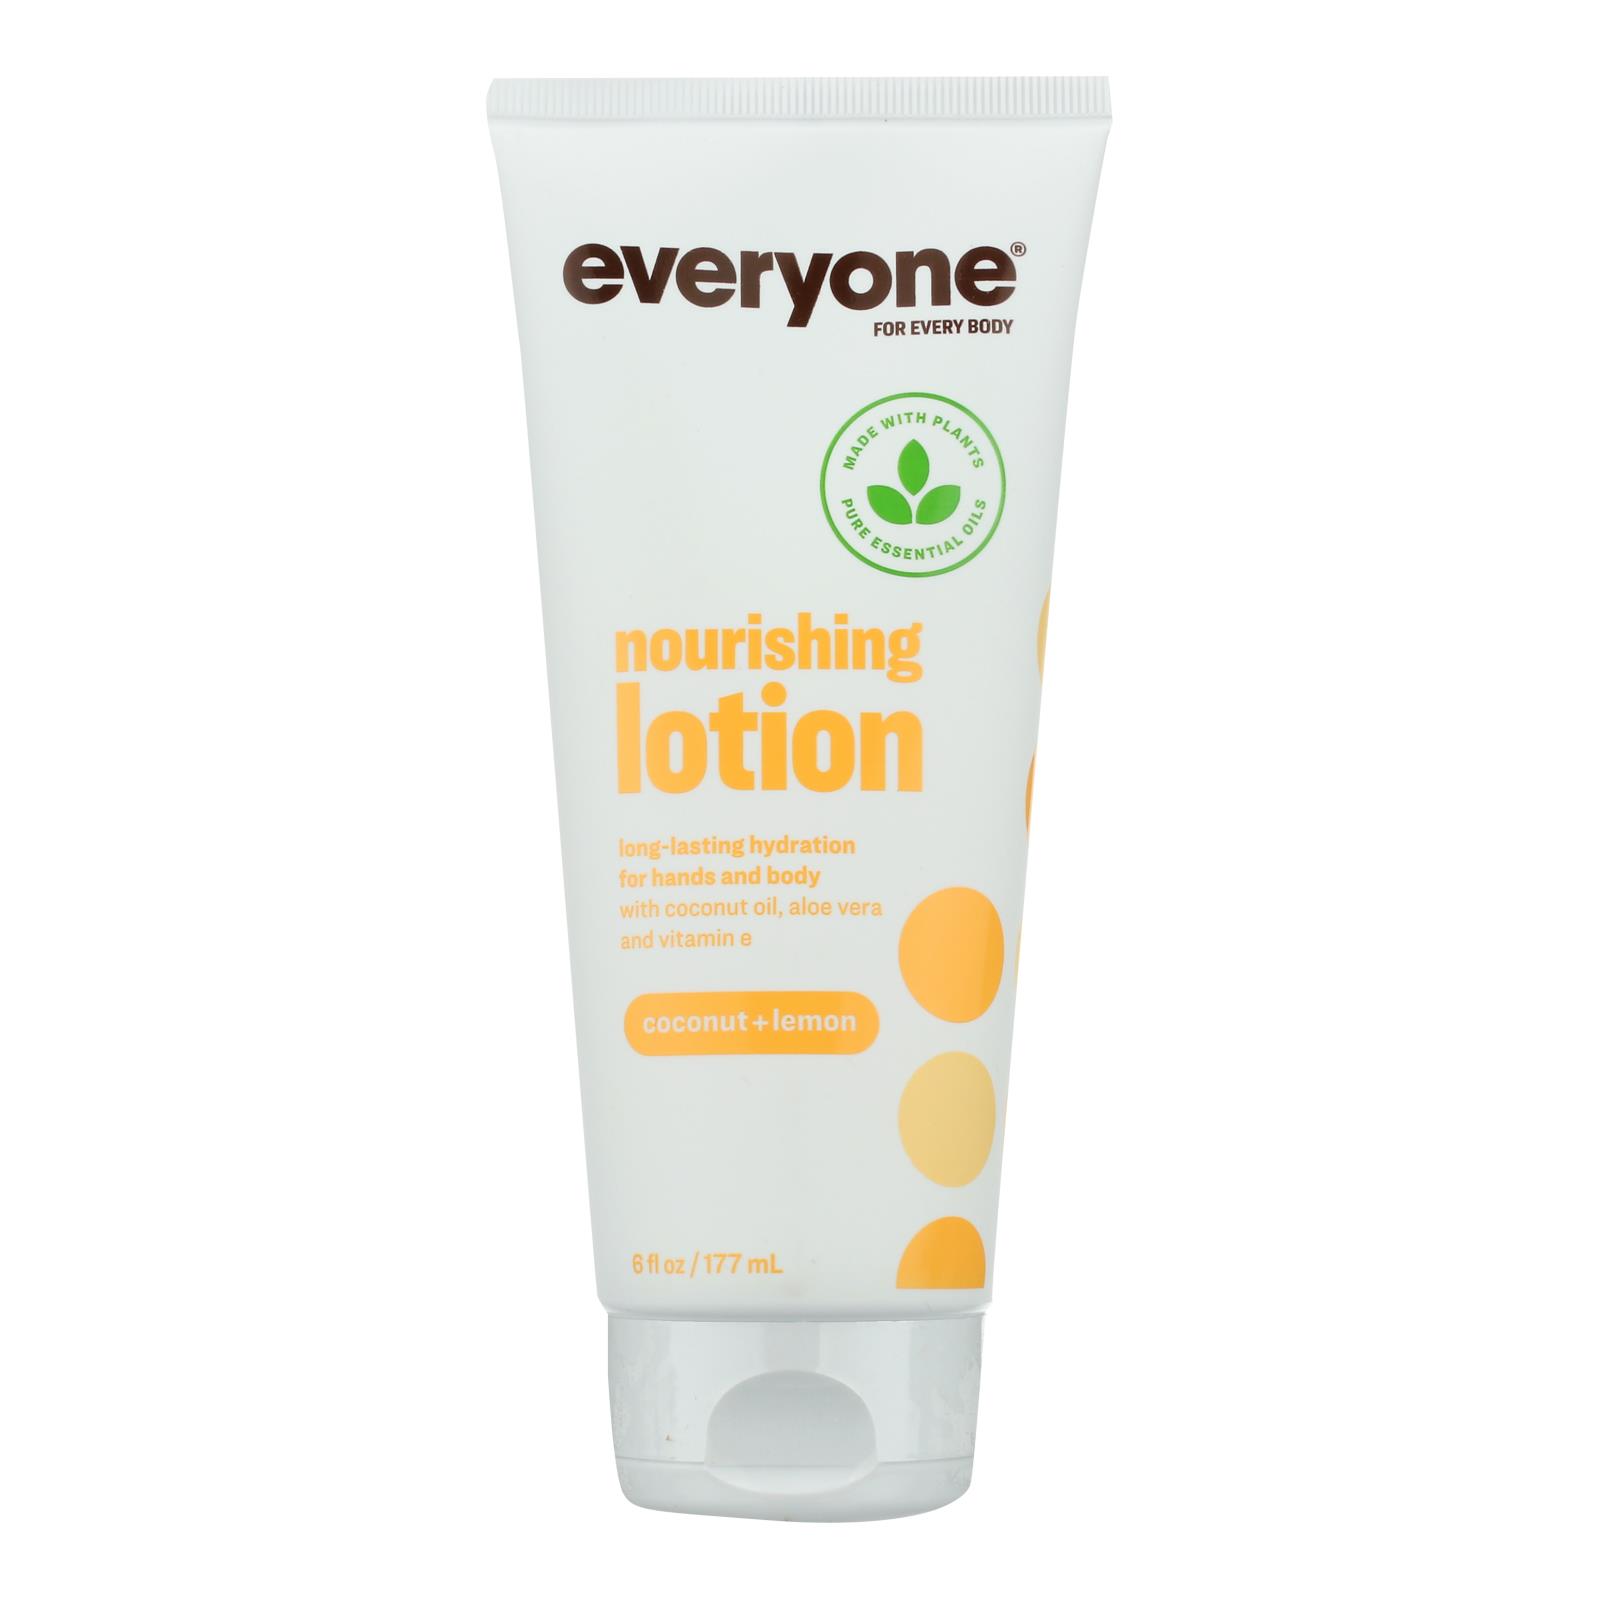 everyone®
FOR EVERY BODY
MADE WITH PLANTS
PURE ESSENTIAL OILS
nourishing
lotion
long-lasting hydration
for hands and body
with coconut oil, aloe vera
and vitamin e
coconut+lemon
6 fl oz / 177 mL